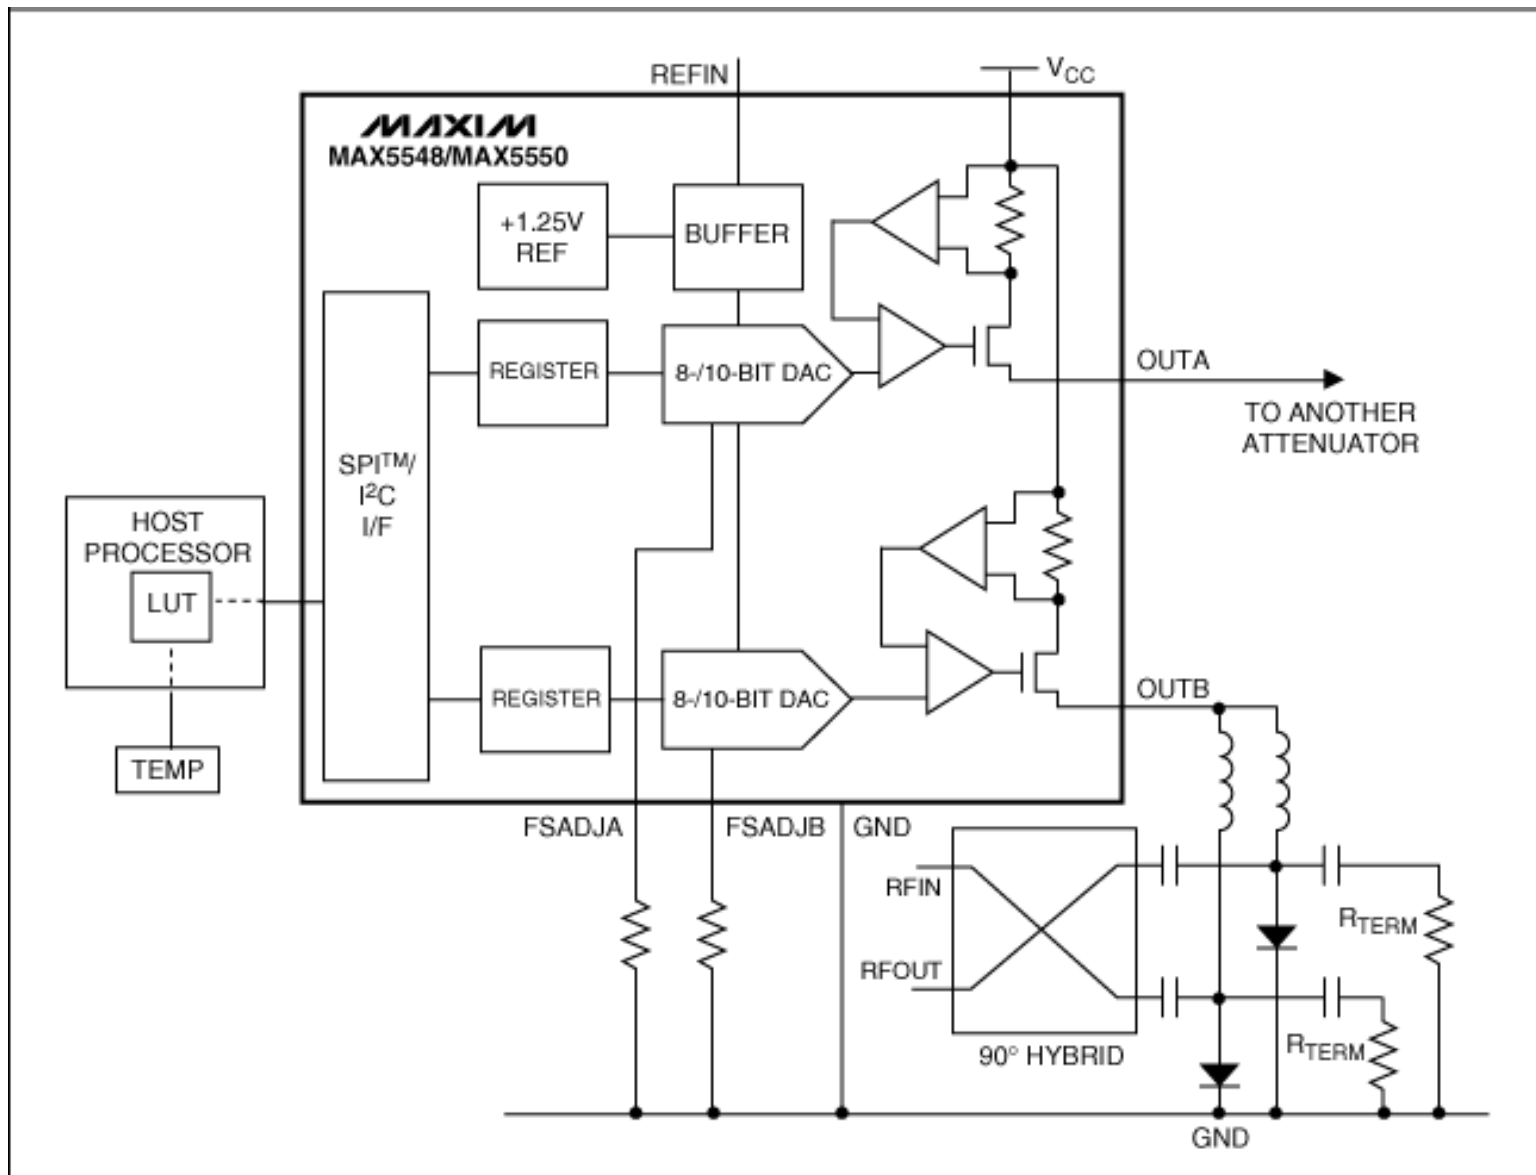 REFIN
VCC
MAXIM
MAX5548/MAX5550
+1.25V
REF
BUFFER
REGISTER
8-/10-BIT DAC
OUTA
TO ANOTHER
ATTENUATOR
SPI™/
I²C
I/F
HOST
PROCESSOR
LUT
TEMP
REGISTER
8-/10-BIT DAC
OUTB
FSADJA
FSADJB
GND
RFIN
RFOUT
90° HYBRID
RTERM
RTERM
GND